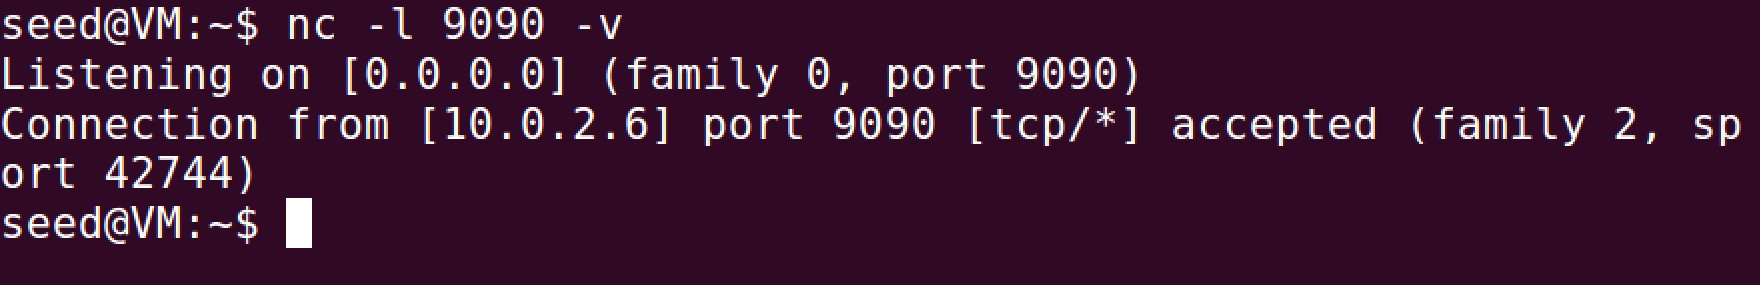 seed@VM:~$ nc -l 9090 -v
Listening on [0.0.0.0] (family 0, port 9090)
Connection from [10.0.2.6] port 9090 [tcp/*] accepted (family 2, sp
ort 42744)
seed@VM:~$